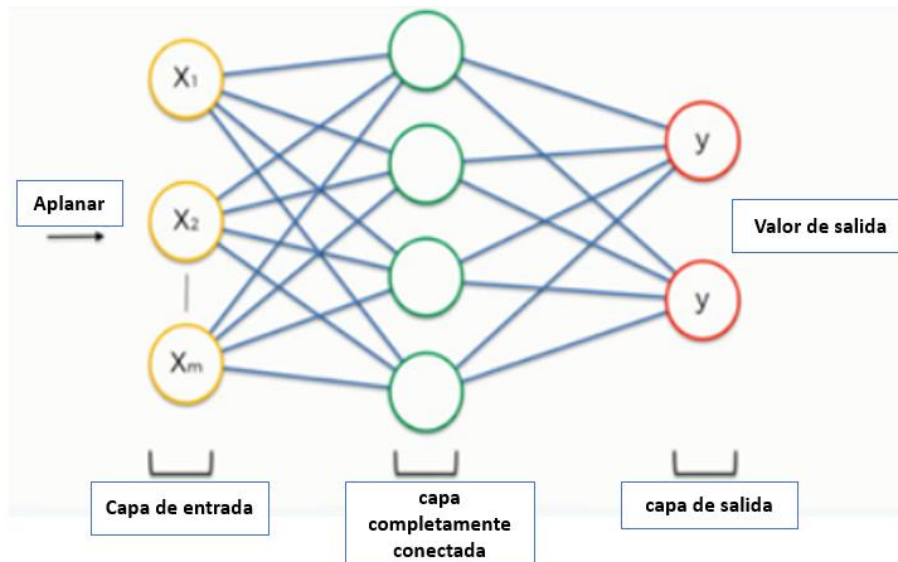 X₁
Aplanar
X₂
Xₘ
y
y
Valor de salida
Capa de entrada
capa
completamente
conectada
capa de salida